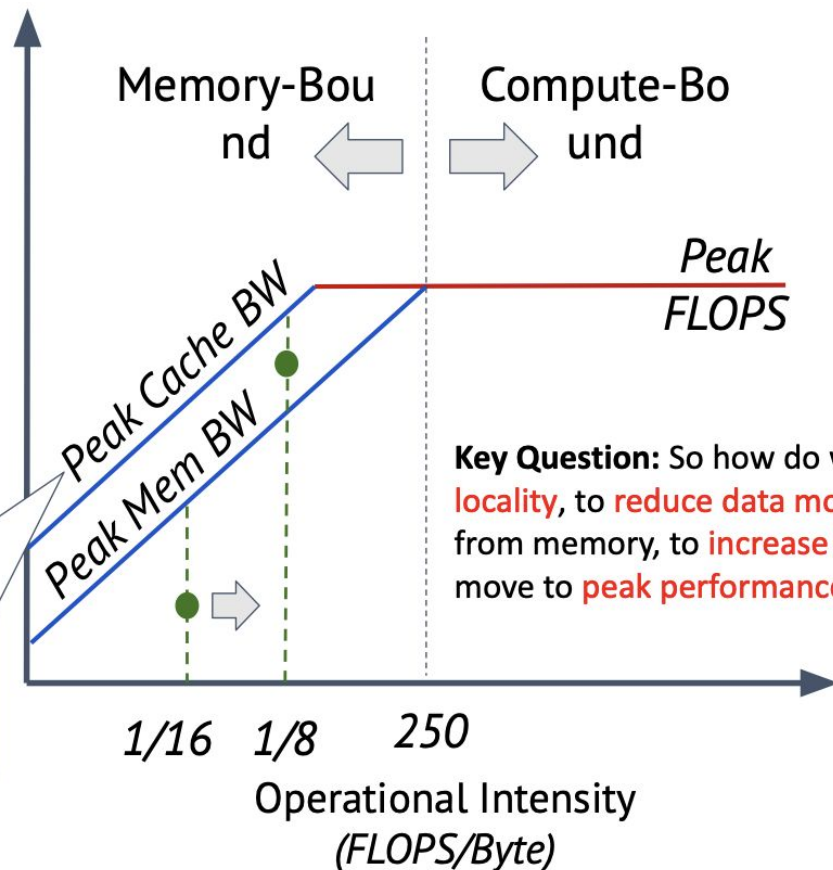 Memory-Bou
nd
Compute-Bo
und
Peak
FLOPS
Peak Cache BW
Peak Mem BW
Key Question: So how do
locality, to reduce data
from memory, to increase
move to peak performance
1/16
1/8
250
Operational Intensity
(FLOPS/Byte)